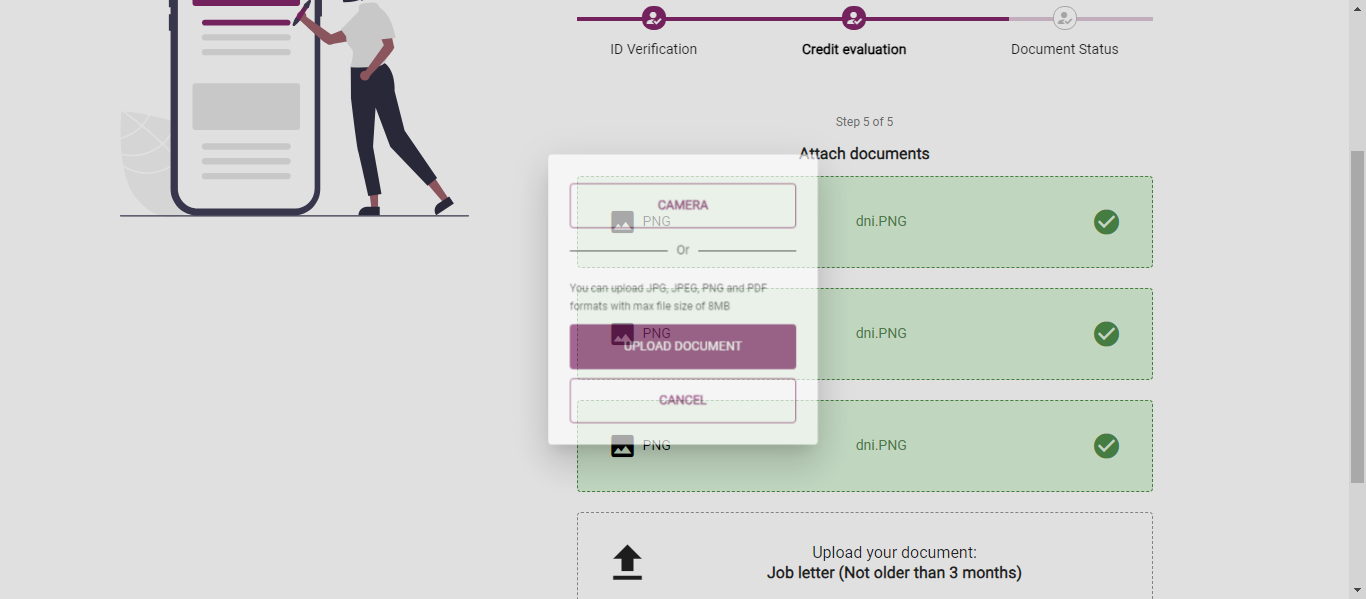 ID Verification
Credit evaluation
Document Status
Step 5 of 5
Attach documents
CAMERA
PNG
dni.PNG
Or
You can upload JPG, JPEG, PNG and PDF
formats with max file size of 8MB
PNG
dni.PNG
UPLOAD DOCUMENT
CANCEL
PNG
dni.PNG
Upload your document:
Job letter (Not older than 3 months)